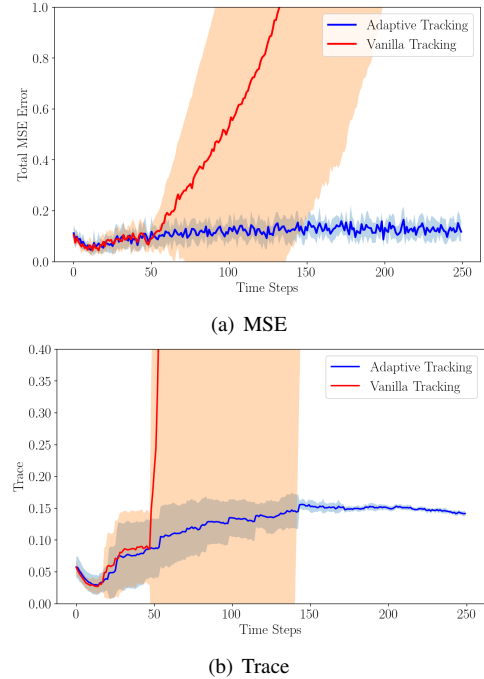 1.0
0.8
0.6
0.4
0.2
0.0
Total MSE Error
Adaptive Tracking
Vanilla Tracking
0
50
100
150
200
250
Time Steps
(a) MSE
0.40
0.35
0.30
0.25
0.20
0.15
0.10
0.05
0.00
Trace
Adaptive Tracking
Vanilla Tracking
0
50
100
150
200
250
Time Steps
(b) Trace